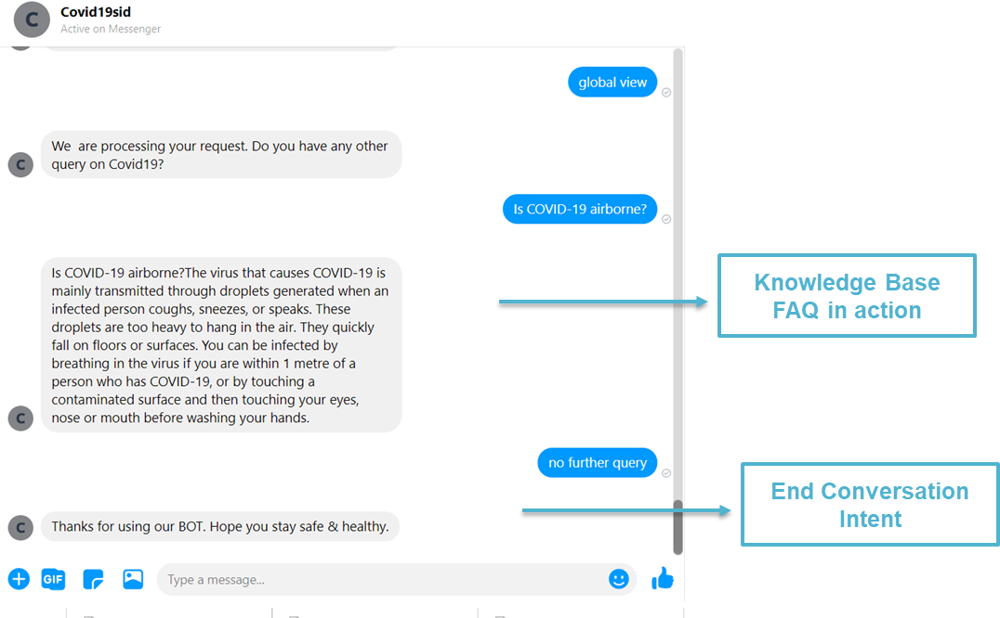 C
Covid19sid
Active on Messenger
global view
We  are processing your request. Do you have any other
query on Covid19?
C
Is COVID-19 airborne?
Is COVID-19 airborne?The virus that causes COVID-19 is
mainly transmitted through droplets generated when an
infected person coughs, sneezes, or speaks. These
droplets are too heavy to hang in the air. They quickly
fall on floors or surfaces. You can be infected by
breathing in the virus if you are within 1 metre of a
person who has COVID-19, or by touching a
contaminated surface and then touching your eyes,
nose or mouth before washing your hands.
C
Knowledge Base
FAQ in action
no further query
End Conversation
Intent
C
Thanks for using our BOT. Hope you stay safe & healthy.
GIF
Type a message...